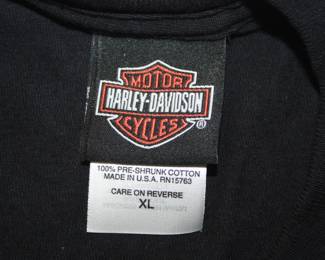 MOTOR
HARLEY-DAVIDSON
CYCLES
®
100% PRE-SHRUNK COTTON
MADE IN U.S.A. RN15763
CARE ON REVERSE
XL